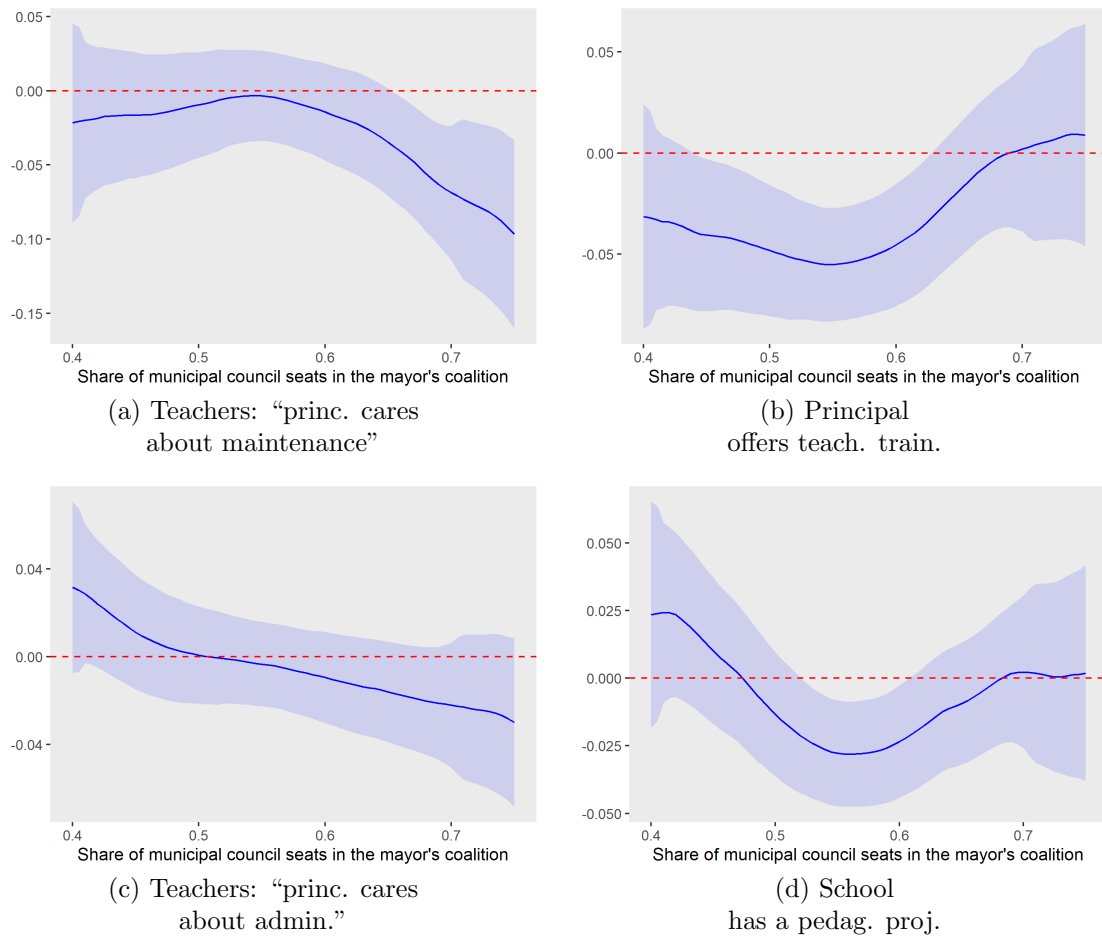 0.05
0.00
-0.05
-0.10
-0.15
0.4 0.5 0.6 0.7
Share of municipal council seats in the mayor's coalition
(a) Teachers: “princ. cares
about maintenance”
0.05
0.00
-0.05
0.4 0.5 0.6 0.7
Share of municipal council seats in the mayor's coalition
(b) Principal
offers teach. train.
0.04
0.00
-0.04
0.4 0.5 0.6 0.7
Share of municipal council seats in the mayor's coalition
(c) Teachers: “princ. cares
about admin.”
0.050
0.025
0.000
-0.025
-0.050
0.4 0.5 0.6 0.7
Share of municipal council seats in the mayor's coalition
(d) School
has a pedag. proj.